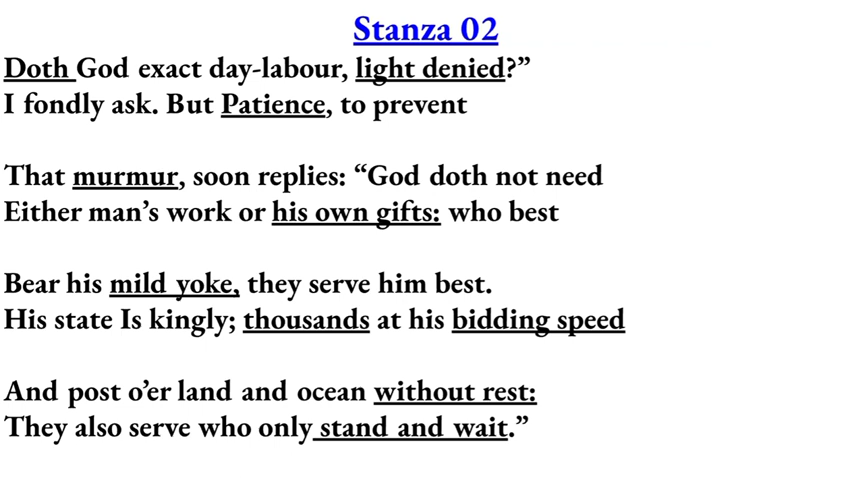 Stanza 02
Doth God exact day-labour, light denied?”
I fondly ask. But Patience, to prevent
That murmur, soon replies: “God doth not need
Either man’s work or his own gifts: who best
Bear his mild yoke, they serve him best.
His state Is kingly; thousands at his bidding speed
And post o’er land and ocean without rest:
They also serve who only stand and wait.”